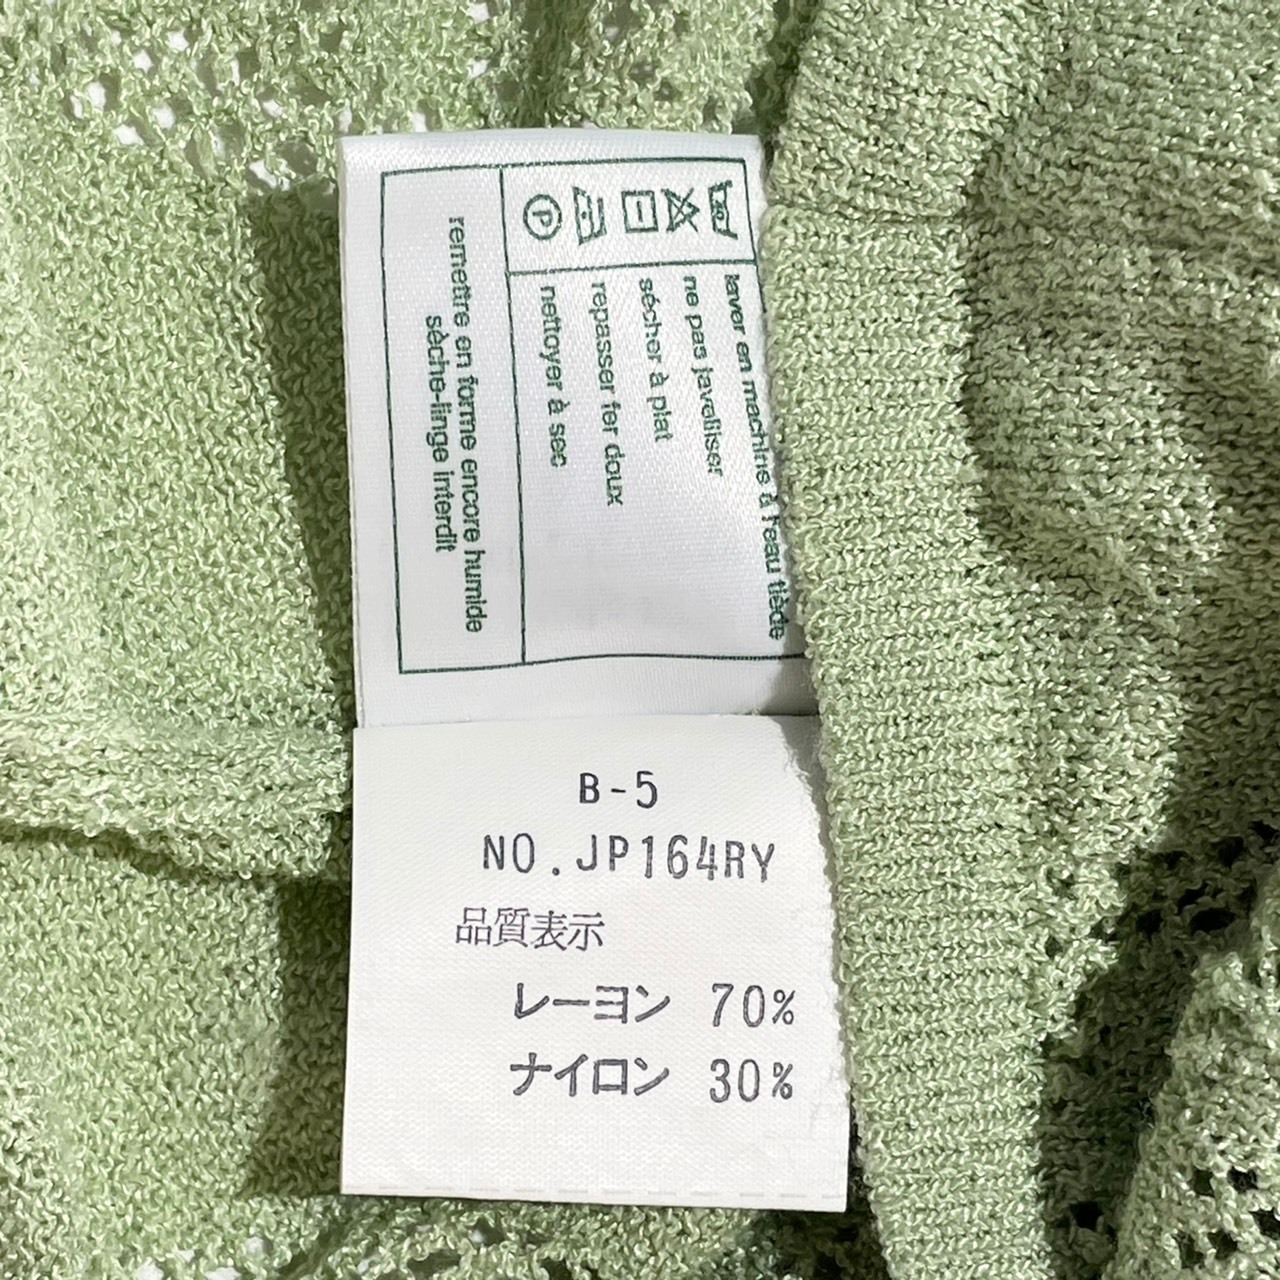 laver en machine à l'eau tiède
ne pas javelliser
sécher à plat
repasser fer doux
nettoyer à sec
remettre en forme encore humide
sèche-linge interdit
P
B-5
NO.JP164RY
品質表示
レーヨン 70%
ナイロン 30%